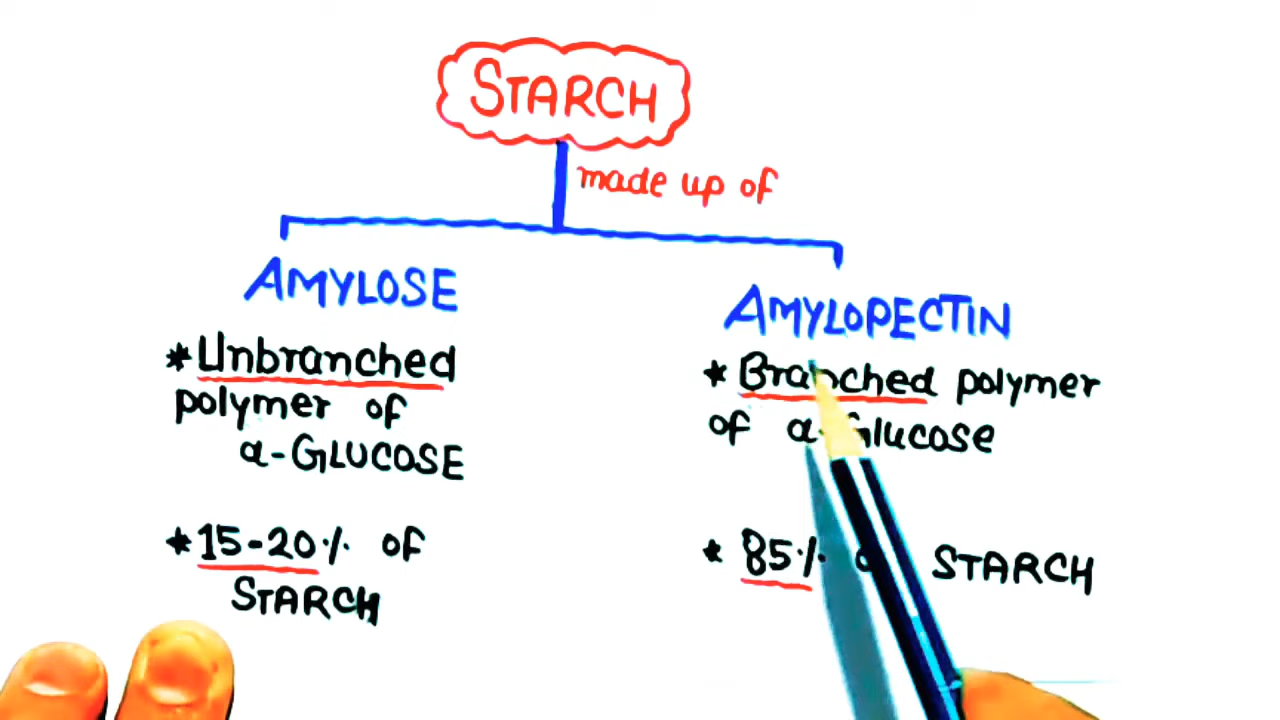 STARCH
made up of
AMYLOSE
* Unbranched
polymer of
α-GLUCOSE
* 15-20% of
STARCH
AMYLOPECTIN
* Branched polymer
of α-Glucose
* 85% STARCH